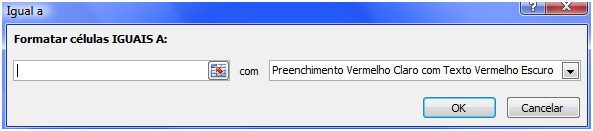 Igual a
Formatar células IGUAIS A:
com Preenchimento Vermelho Claro com Texto Vermelho Escuro
OK Cancelar